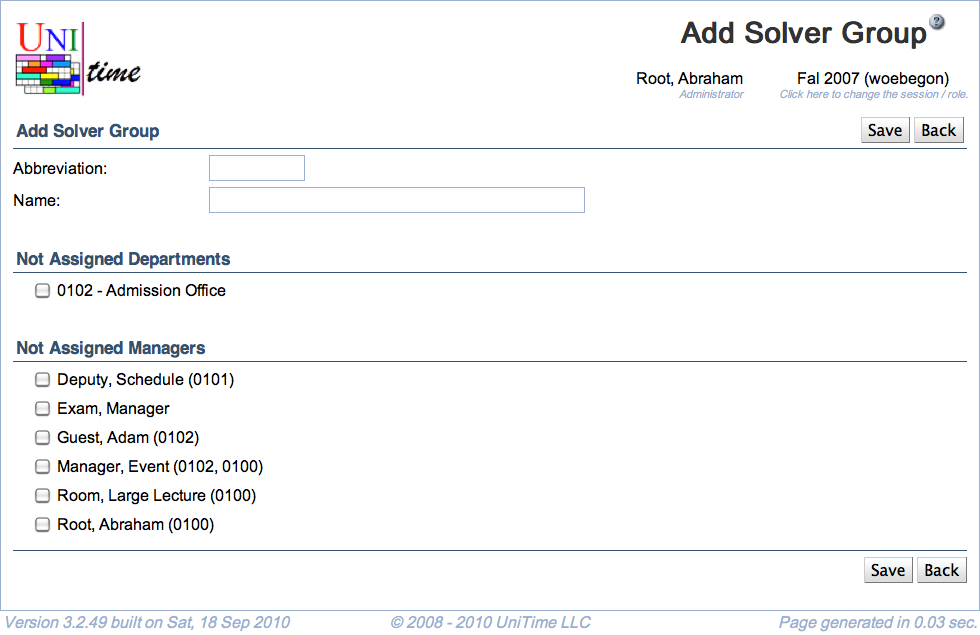 UNI
time
Add Solver Group ?
Root, Abraham
Fal 2007 (woebegon)
Administrator
Click here to change the session / role.
Add Solver Group
Save Back
Abbreviation:
Name:
Not Assigned Departments
0102 - Admission Office
Not Assigned Managers
Deputy, Schedule (0101)
Exam, Manager
Guest, Adam (0102)
Manager, Event (0102, 0100)
Room, Large Lecture (0100)
Root, Abraham (0100)
Save Back
Version 3.2.49 built on Sat, 18 Sep 2010
© 2008 - 2010 UniTime LLC
Page generated in 0.03 sec.